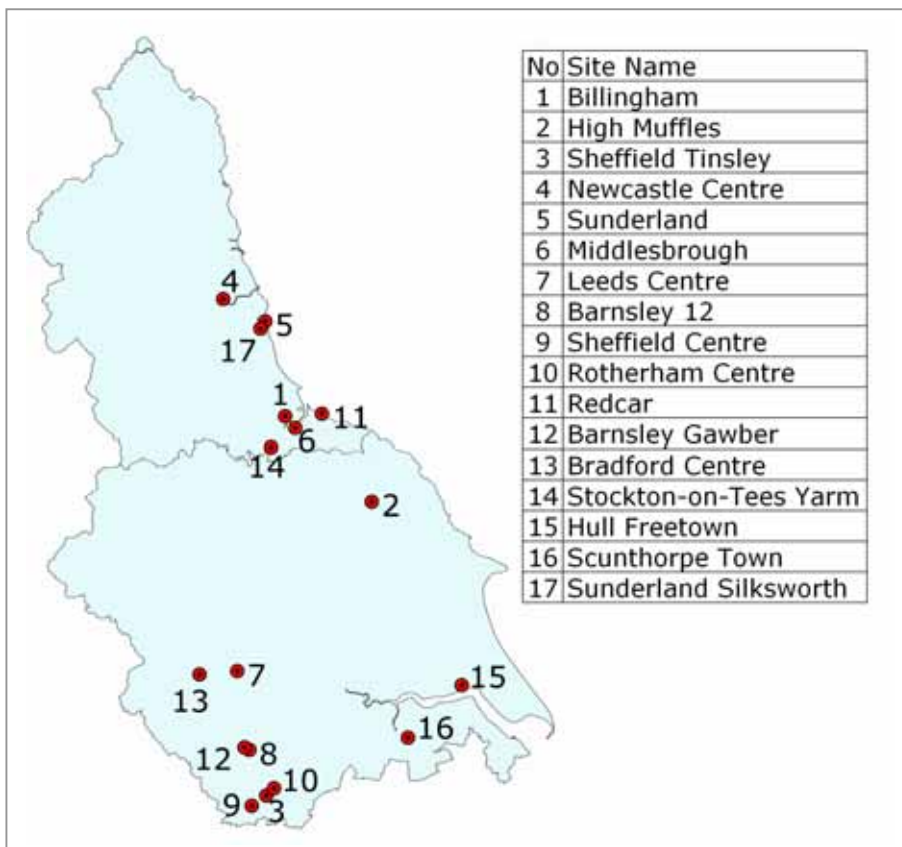 No Site Name
1 Billingham
2 High Muffles
3 Sheffield Tinsley
4 Newcastle Centre
5 Sunderland
6 Middlesbrough
7 Leeds Centre
8 Barnsley 12
9 Sheffield Centre
10 Rotherham Centre
11 Redcar
12 Barnsley Gawber
13 Bradford Centre
14 Stockton-on-Tees Yarm
15 Hull Freetown
16 Scunthorpe Town
17 Sunderland Silksworth
4
5
17
1
11
6
14
2
7
13
15
16
12
8
10
9
3